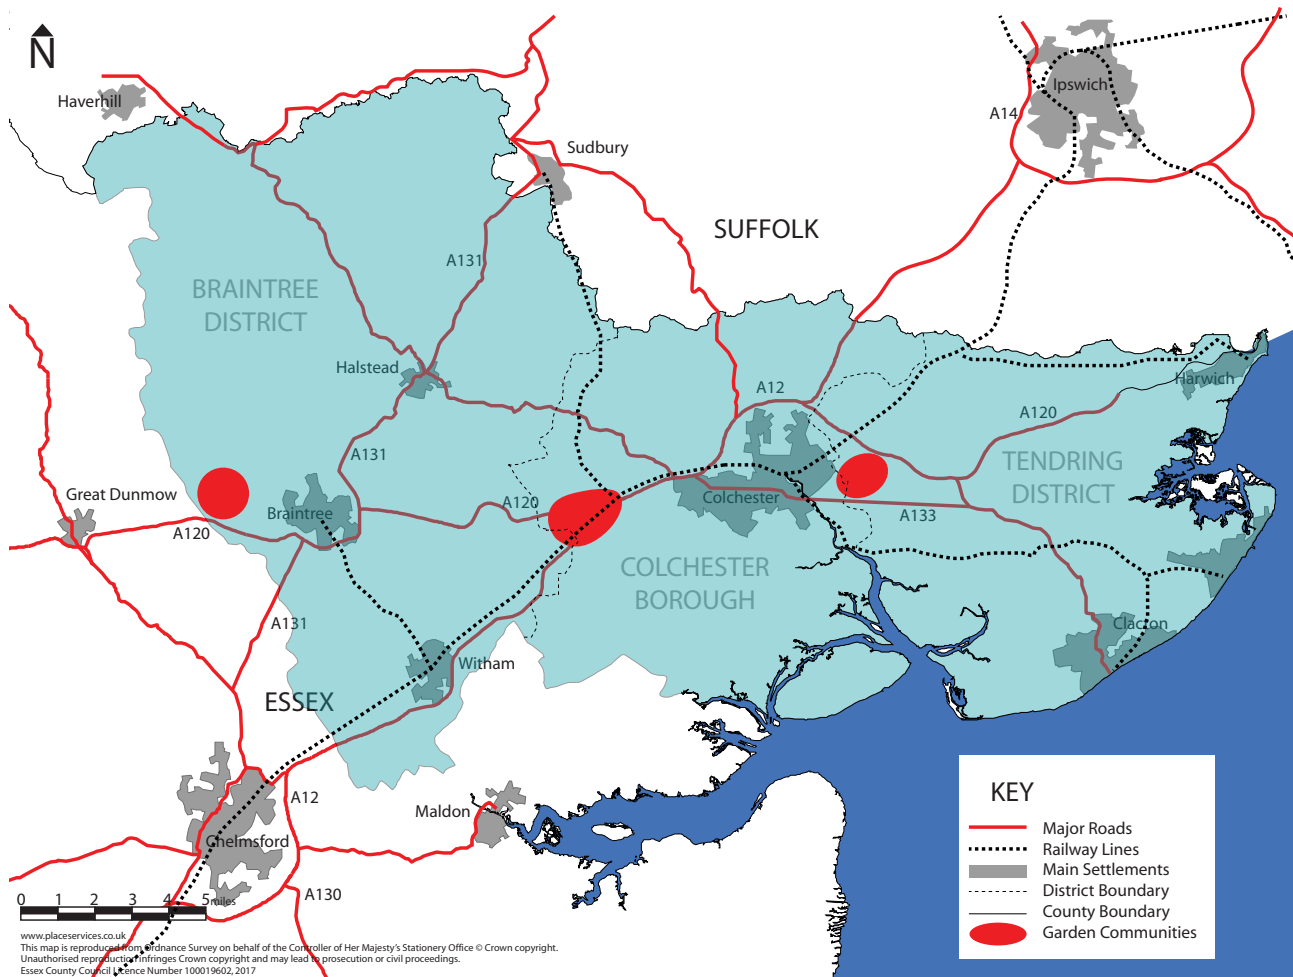 N
Haverhill
Ipswich
A14
Sudbury
SUFFOLK
A131
BRAINTREE
DISTRICT
Halstead
A12
Harwich
A120
A131
TENDRING
DISTRICT
Great Dunmow
Braintree
A120
Colchester
A133
A120
COLCHESTER
BOROUGH
A131
Clacton
Witham
ESSEX
A12
Maldon
Chelmsford
A130
KEY
Major Roads
Railway Lines
Main Settlements
District Boundary
County Boundary
Garden Communities
0 1 2 3 4 5miles
www.placeservices.co.uk
This map is reproduced from Ordnance Survey on behalf of the Controller of Her Majesty's Stationery Office © Crown copyright.
Unauthorised reproduction infringes Crown copyright and may lead to prosecution or civil proceedings.
Essex County Council Licence Number 100019602, 2017